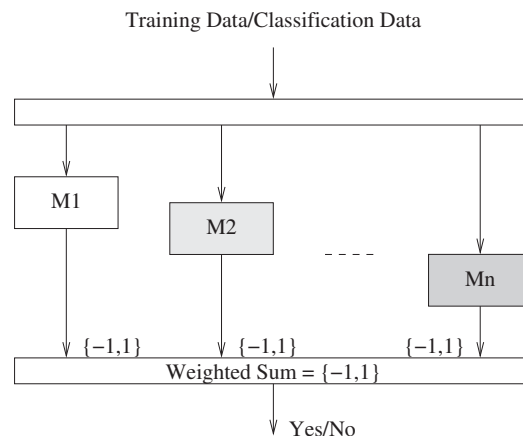 Training Data/Classification Data
M1
M2
Mn
{−1,1} {−1,1} {−1,1}
Weighted Sum = {−1,1}
Yes/No